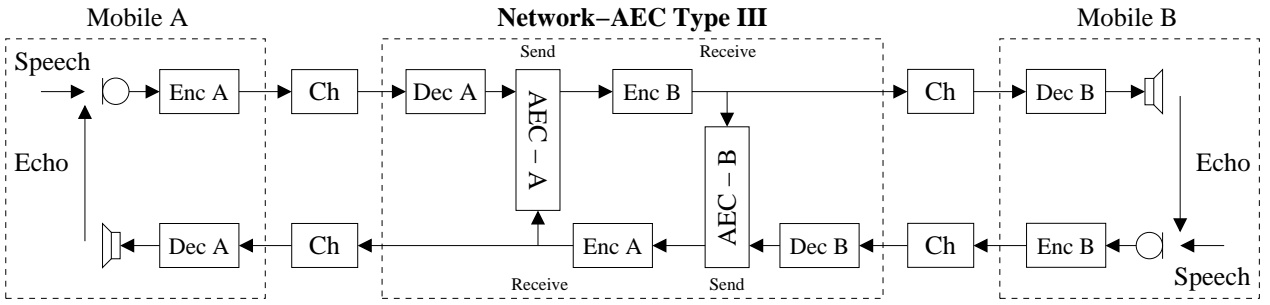 Mobile A
Network−AEC Type III
Mobile B
Send
Receive
Speech
Enc A
Ch
Dec A
AEC − A
Enc B
Ch
Dec B
Echo
AEC − B
Echo
Dec A
Ch
Enc A
Dec B
Ch
Enc B
Speech
Receive
Send